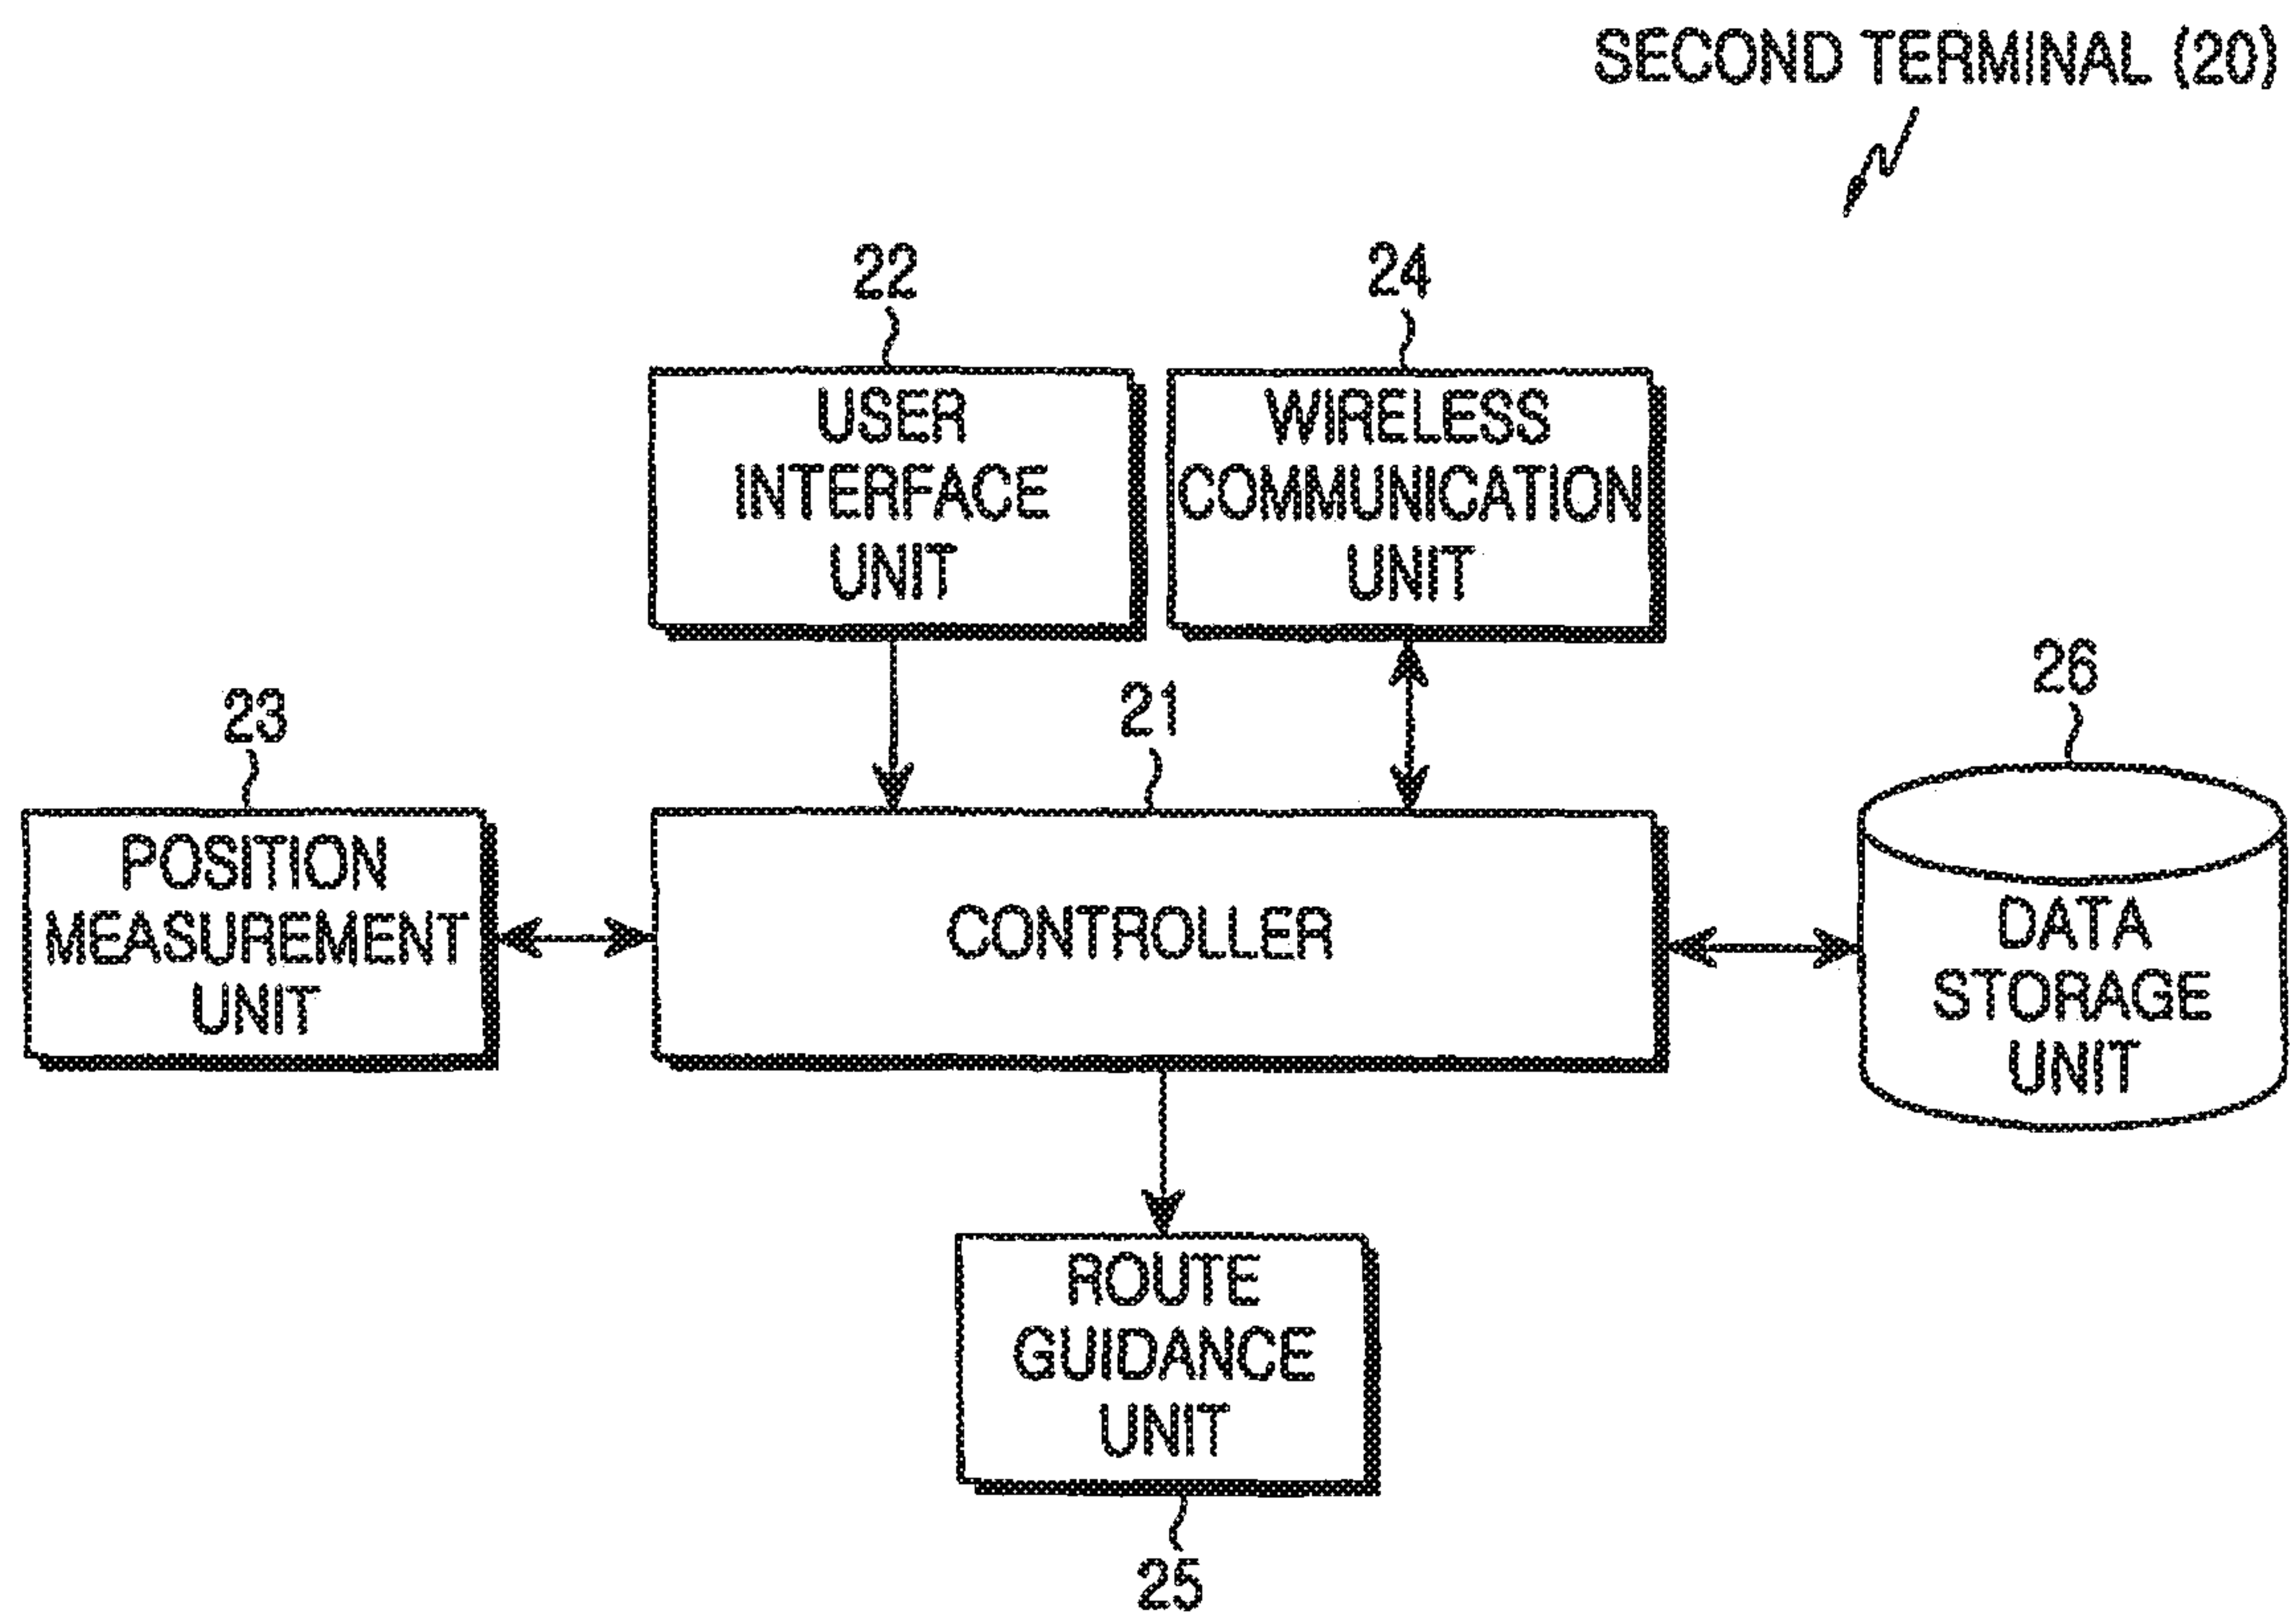 SECOND TERMINAL (20)
22
24
USER
INTERFACE
UNIT
WIRELESS
COMMUNICATION
UNIT
23
21
26
POSITION
MEASUREMENT
UNIT
CONTROLLER
DATA
STORAGE
UNIT
ROUTE
GUIDANCE
UNIT
25